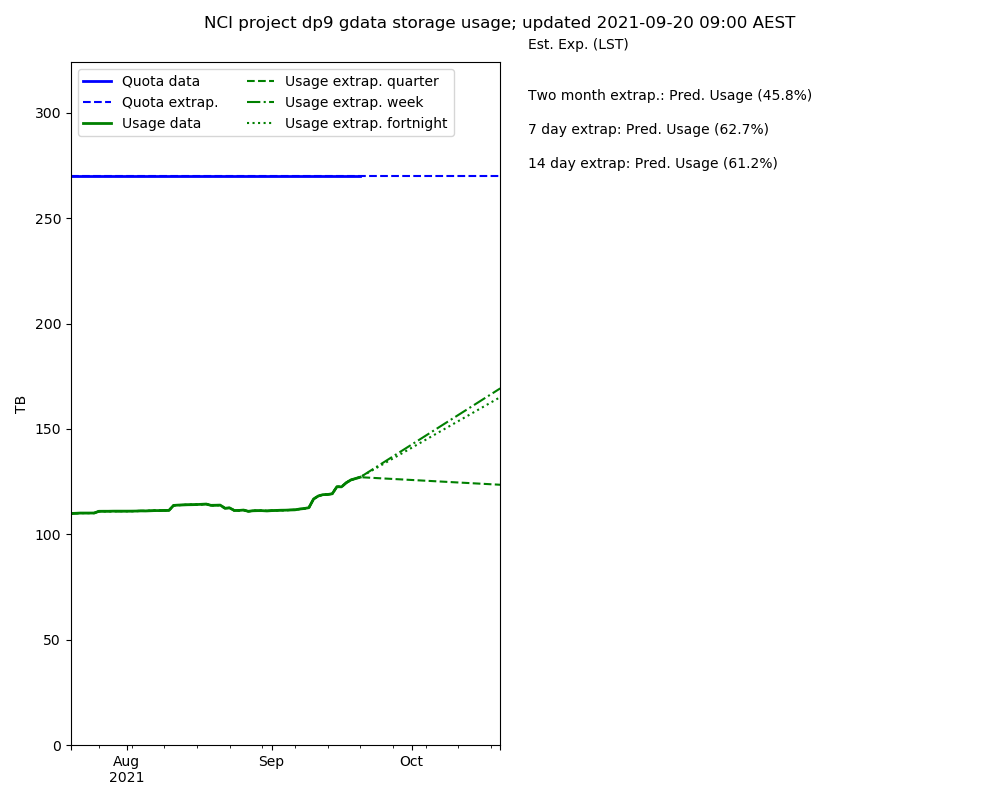 NCI project dp9 gdata storage usage; updated 2021-09-20 09:00 AEST
Est. Exp. (LST)
Quota data
Quota extrap.
Usage data
Usage extrap. quarter
Usage extrap. week
Usage extrap. fortnight
Two month extrap.: Pred. Usage (45.8%)
7 day extrap: Pred. Usage (62.7%)
14 day extrap: Pred. Usage (61.2%)
300
250
200
150
100
50
0
TB
Aug
2021
Sep
Oct